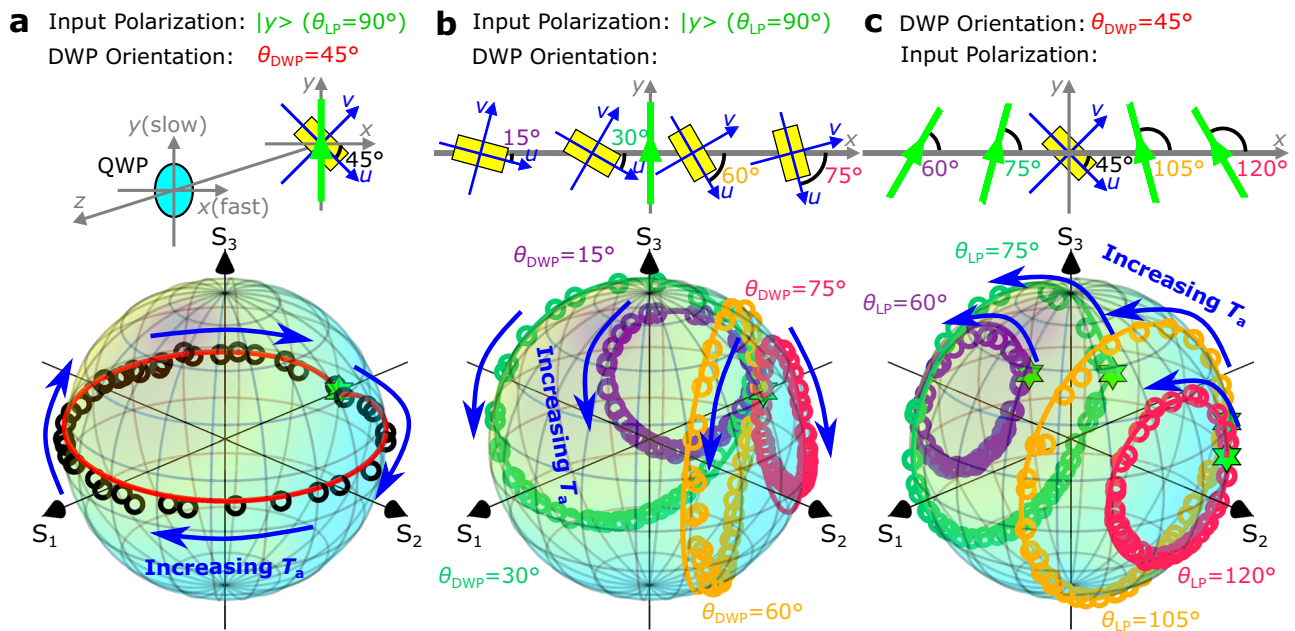 a Input Polarization: |y> (θLP=90°)
DWP Orientation: θDWP=45°
y(slow)
QWP
x(fast)
z
y
v
x
45°
u
S3
S1
S2
Increasing Ta
b Input Polarization: |y> (θLP=90°)
DWP Orientation:
y
v
15°
u
v
30°
u
v
60°
u
v
75°
u
x
S3
θDWP=15°
θDWP=75°
Increasing Ta
S1
S2
θDWP=30°
θDWP=60°
c DWP Orientation: θDWP=45°
Input Polarization:
y
v
x
60°
75°
45°
u
105°
120°
S3
θLP=75°
Increasing Ta
θLP=60°
S1
S2
θLP=120°
θLP=105°